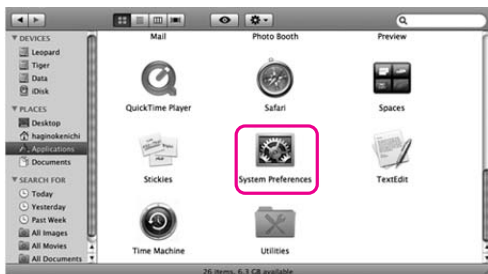 ▼ DEVICES
Leopard
Tiger
Data
iDisk
▼ PLACES
Desktop
haginokenichi
Applications
Documents
▼ SEARCH FOR
Today
Yesterday
Past Week
All Images
All Movies
All Documents
Mail Photo Booth Preview
QuickTime Player Safari Spaces
Stickies System Preferences TextEdit
Time Machine Utilities
26 items, 6.3 GB available